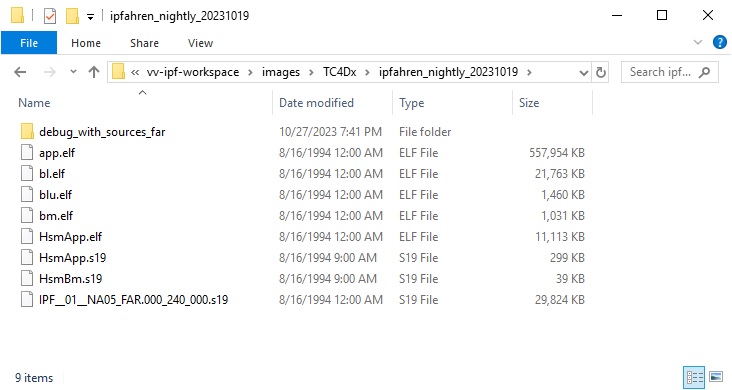 ipfahren_nightly_20231019
File Home Share View
« vv-ipf-workspace › images › TC4Dx › ipfahren_nightly_20231019 › Search ipf...
Name Date modified Type Size
debug_with_sources_far 10/27/2023 7:41 PM File folder
app.elf 8/16/1994 12:00 AM ELF File 557,954 KB
bl.elf 8/16/1994 12:00 AM ELF File 21,763 KB
blu.elf 8/16/1994 12:00 AM ELF File 1,460 KB
bm.elf 8/16/1994 12:00 AM ELF File 1,031 KB
HsmApp.elf 8/16/1994 12:00 AM ELF File 11,113 KB
HsmApp.s19 8/16/1994 9:00 AM S19 File 299 KB
HsmBm.s19 8/16/1994 9:00 AM S19 File 39 KB
IPF__01__NA05_FAR.000_240_000.s19 8/16/1994 12:00 AM S19 File 29,824 KB
9 items